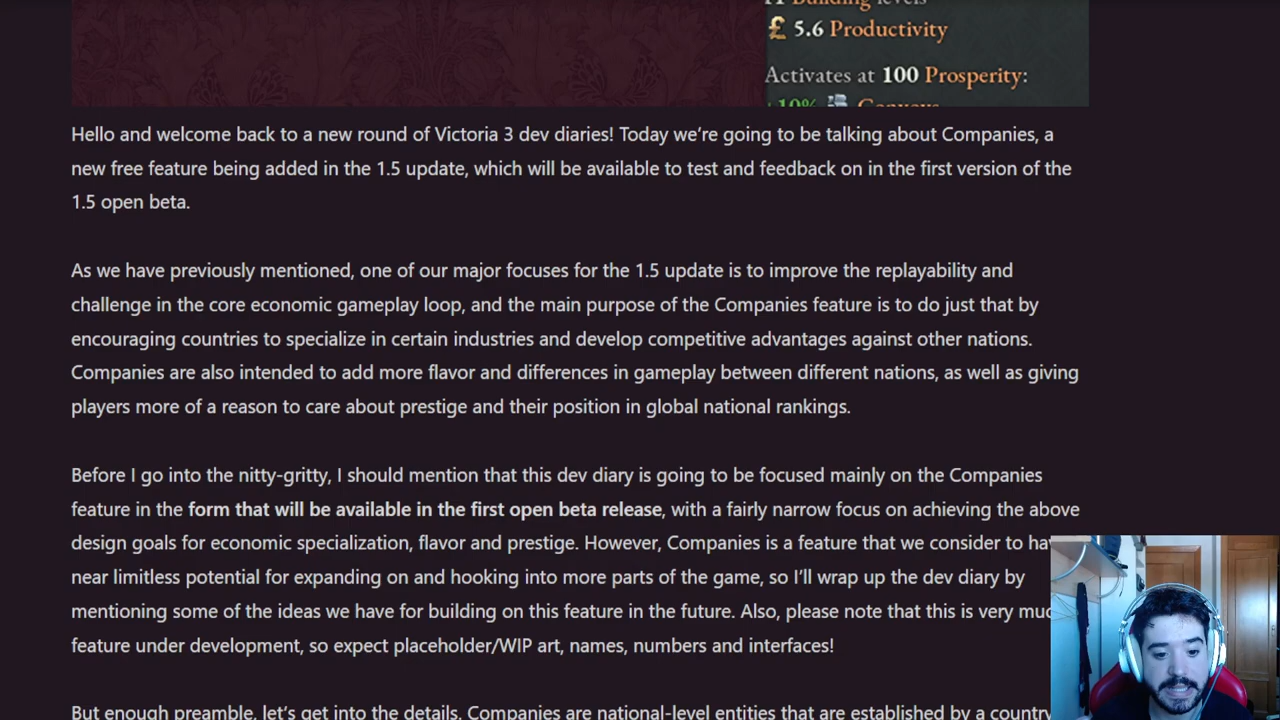 11 Building levels
£ 5.6 Productivity
Activates at 100 Prosperity:
+10% Convoys
Hello and welcome back to a new round of Victoria 3 dev diaries! Today we’re going to be talking about Companies, a
new free feature being added in the 1.5 update, which will be available to test and feedback on in the first version of the
1.5 open beta.
As we have previously mentioned, one of our major focuses for the 1.5 update is to improve the replayability and
challenge in the core economic gameplay loop, and the main purpose of the Companies feature is to do just that by
encouraging countries to specialize in certain industries and develop competitive advantages against other nations.
Companies are also intended to add more flavor and differences in gameplay between different nations, as well as giving
players more of a reason to care about prestige and their position in global national rankings.
Before I go into the nitty-gritty, I should mention that this dev diary is going to be focused mainly on the Companies
feature in the form that will be available in the first open beta release, with a fairly narrow focus on achieving the above
design goals for economic specialization, flavor and prestige. However, Companies is a feature that we consider to
near limitless potential for expanding on and hooking into more parts of the game, so I’ll wrap up the dev diary by
mentioning some of the ideas we have for building on this feature in the future. Also, please note that this is very
feature under development, so expect placeholder/WIP art, names, numbers and interfaces!
But enough preamble, let’s get into the details. Companies are national-level entities that are established by a country